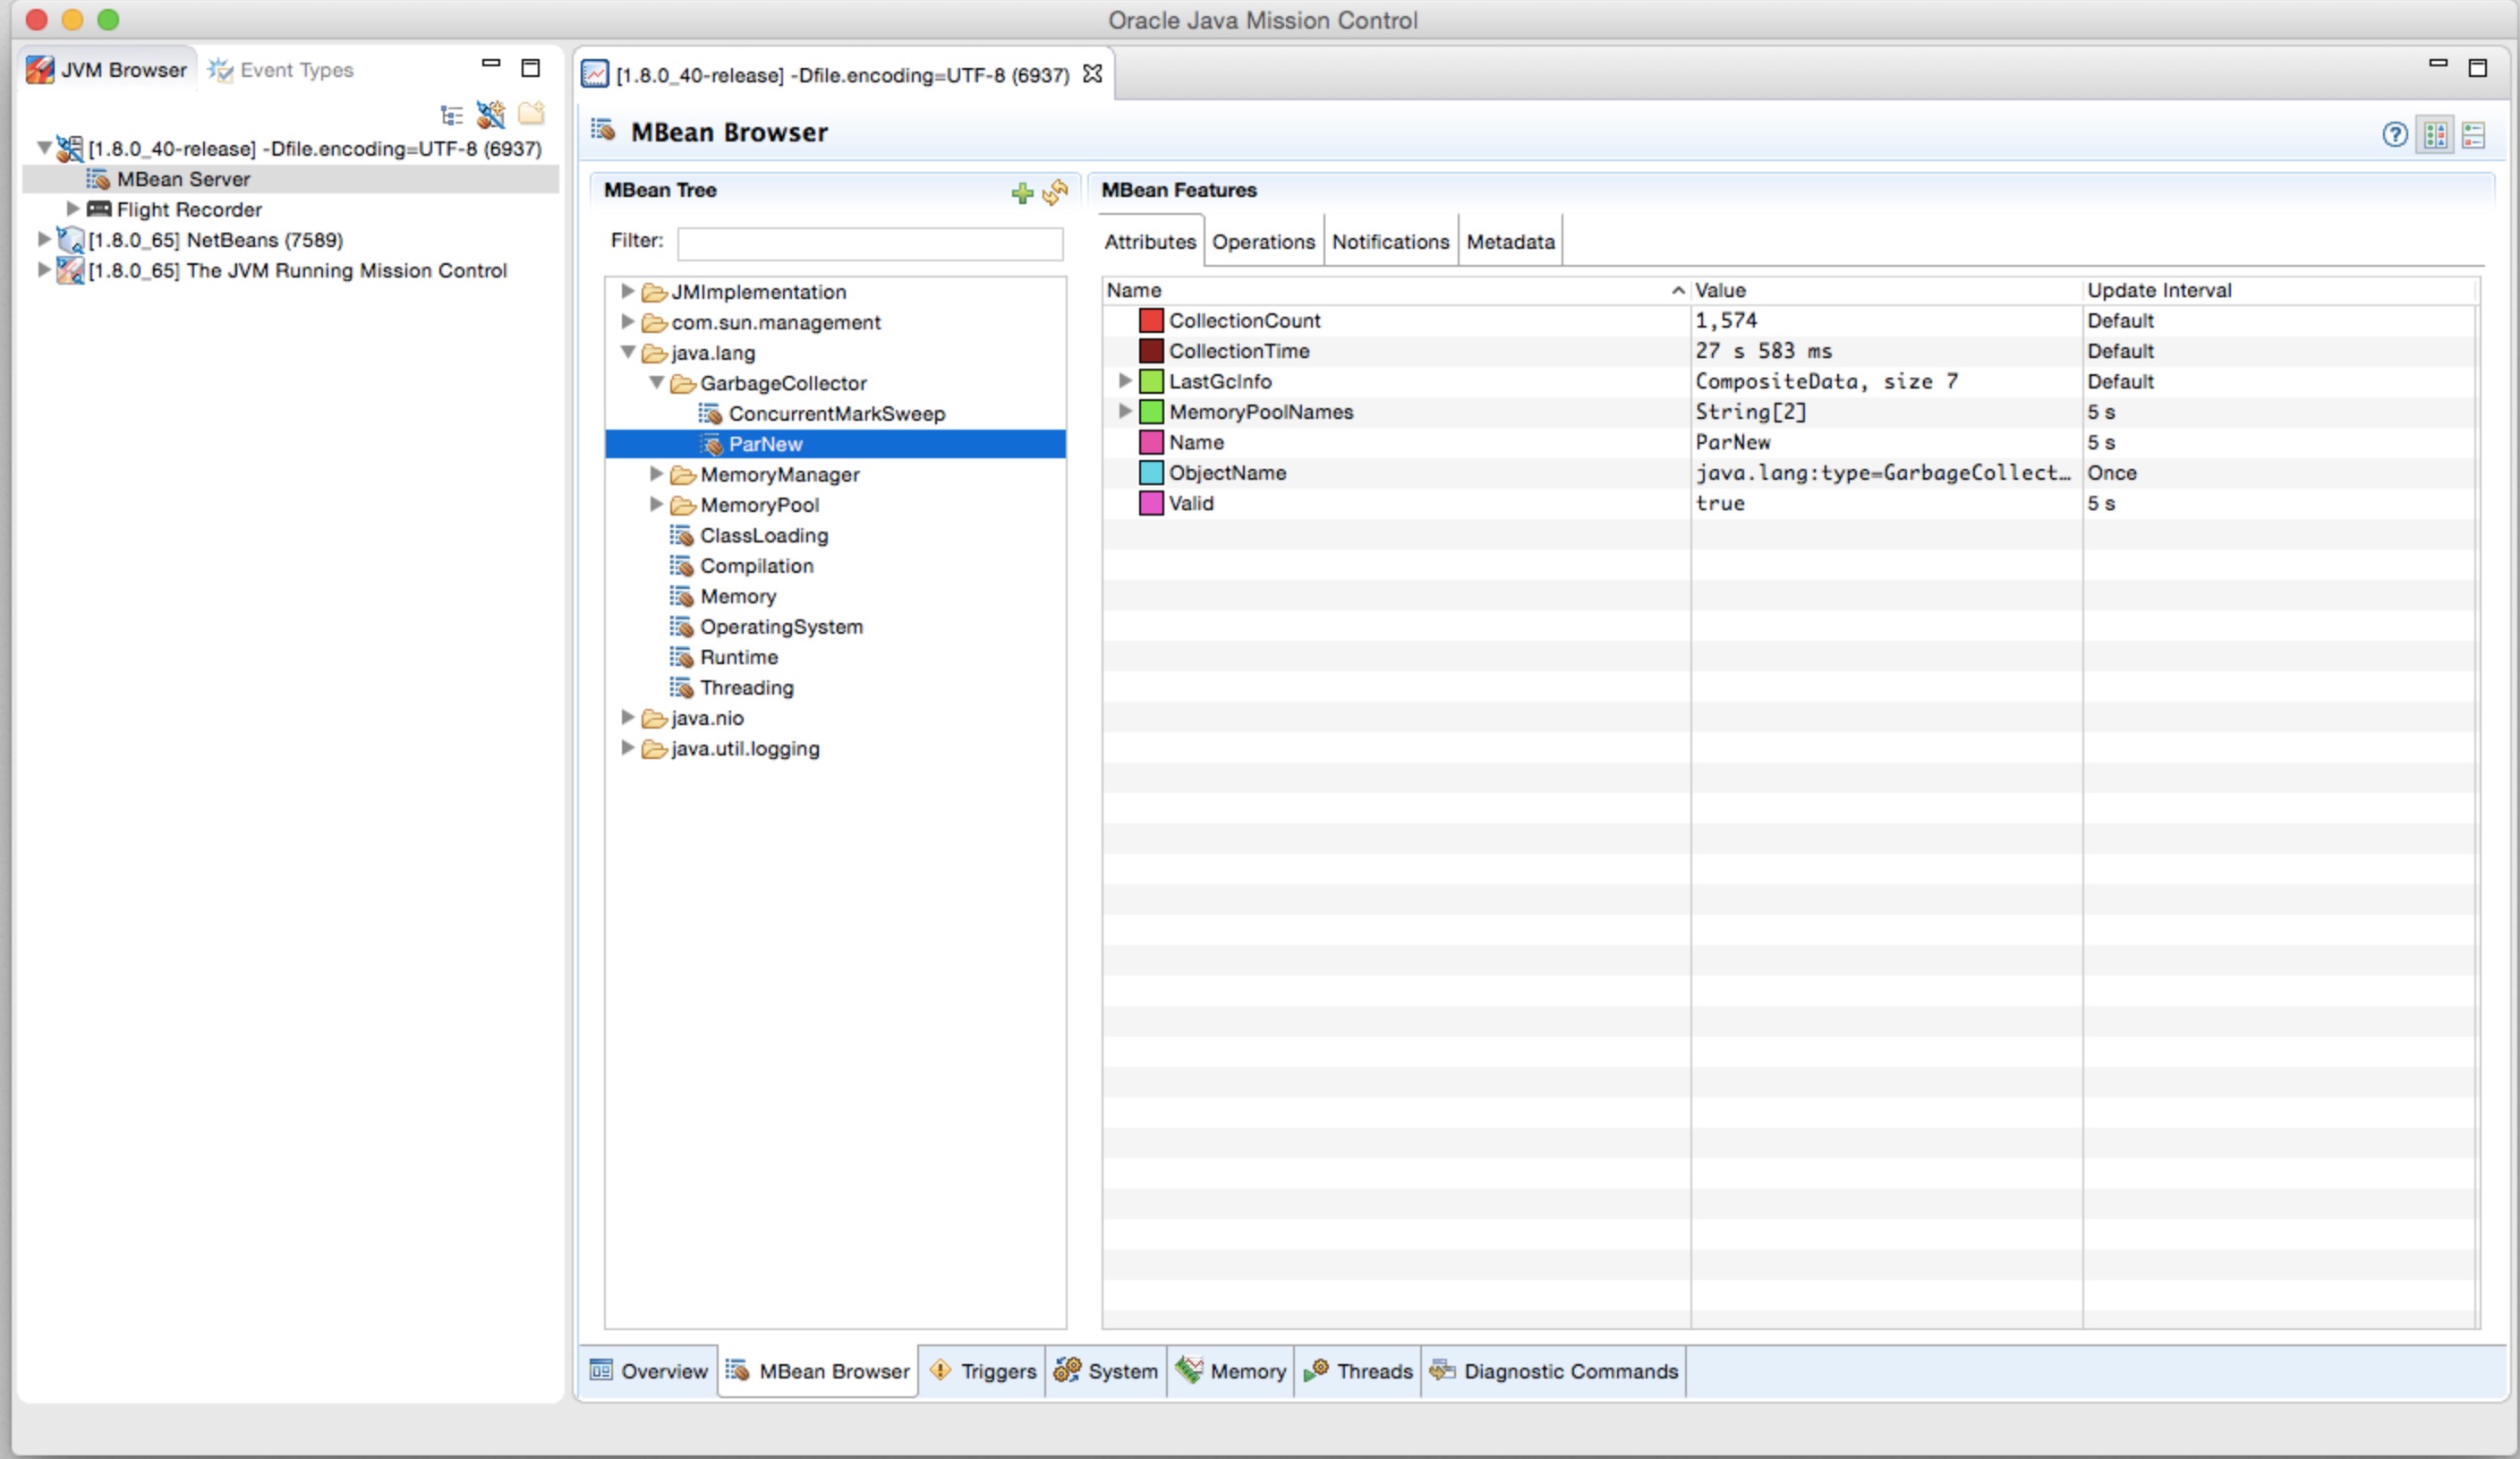 Oracle Java Mission Control
JVM Browser
Event Types
[1.8.0_40-release] -Dfile.encoding=UTF-8 (6937)
MBean Server
Flight Recorder
[1.8.0_65] NetBeans (7589)
[1.8.0_65] The JVM Running Mission Control
[1.8.0_40-release] -Dfile.encoding=UTF-8 (6937)
MBean Browser
MBean Tree
Filter:
JMImplementation
com.sun.management
java.lang
GarbageCollector
ConcurrentMarkSweep
ParNew
MemoryManager
MemoryPool
ClassLoading
Compilation
Memory
OperatingSystem
Runtime
Threading
java.nio
java.util.logging
MBean Features
Attributes Operations Notifications Metadata
Name Value Update Interval
CollectionCount 1,574 Default
CollectionTime 27 s 583 ms Default
LastGcInfo CompositeData, size 7 Default
MemoryPoolNames String[2] 5 s
Name ParNew 5 s
ObjectName java.lang:type=GarbageCollect... Once
Valid true 5 s
Overview MBean Browser Triggers System Memory Threads Diagnostic Commands